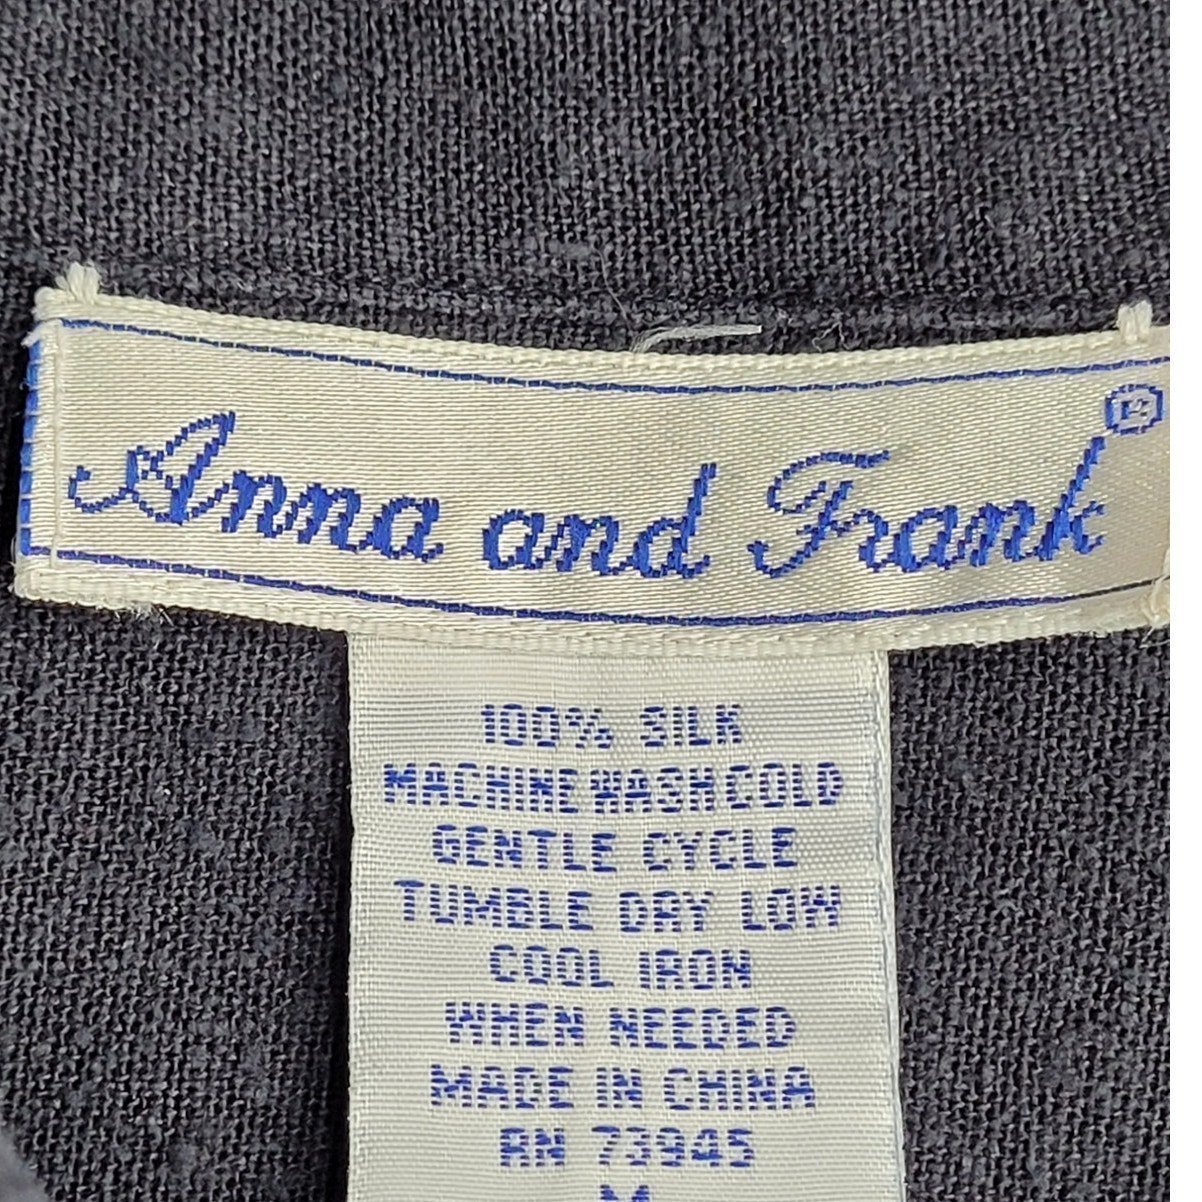 Anna and Frank®
100% SILK
MACHINE WASH COLD
GENTLE CYCLE
TUMBLE DRY LOW
COOL IRON
WHEN NEEDED
MADE IN CHINA
RN 73945
M